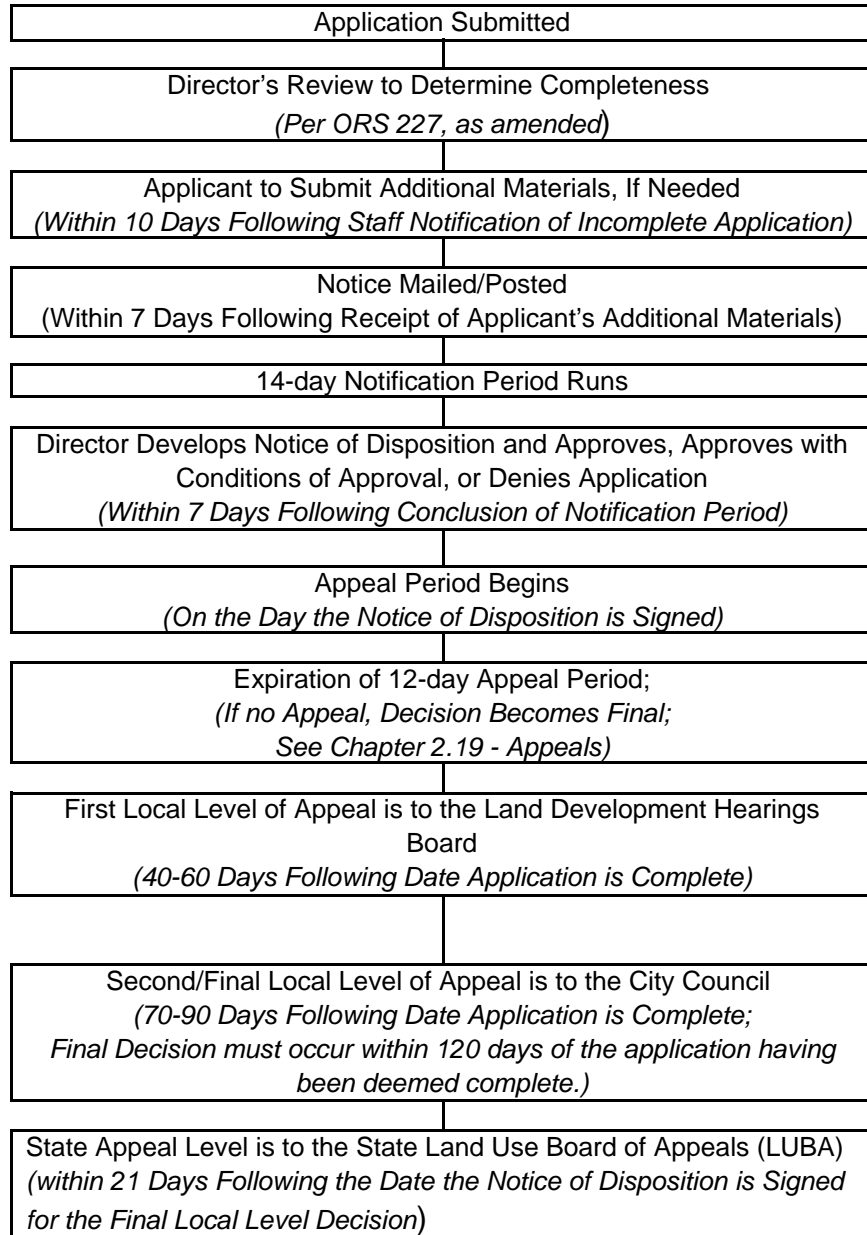 Application Submitted
Director’s Review to Determine Completeness
(Per ORS 227, as amended)
Applicant to Submit Additional Materials, If Needed
(Within 10 Days Following Staff Notification of Incomplete Application)
Notice Mailed/Posted
(Within 7 Days Following Receipt of Applicant’s Additional Materials)
14-day Notification Period Runs
Director Develops Notice of Disposition and Approves, Approves with
Conditions of Approval, or Denies Application
(Within 7 Days Following Conclusion of Notification Period)
Appeal Period Begins
(On the Day the Notice of Disposition is Signed)
Expiration of 12-day Appeal Period;
(If no Appeal, Decision Becomes Final;
See Chapter 2.19 - Appeals)
First Local Level of Appeal is to the Land Development Hearings
Board
(40-60 Days Following Date Application is Complete)
Second/Final Local Level of Appeal is to the City Council
(70-90 Days Following Date Application is Complete;
Final Decision must occur within 120 days of the application having
been deemed complete.)
State Appeal Level is to the State Land Use Board of Appeals (LUBA)
(within 21 Days Following the Date the Notice of Disposition is Signed
for the Final Local Level Decision)